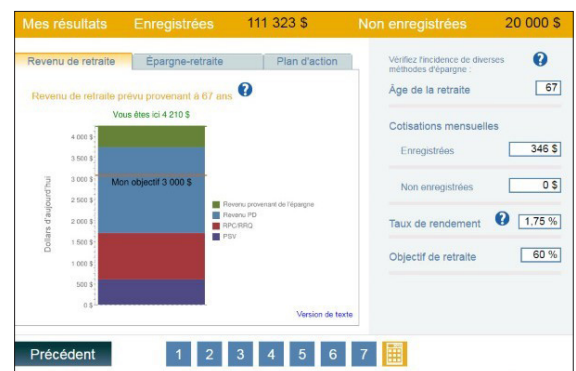 Mes résultats Enregistrées 111 323 $ Non enregistrées 20 000 $
Revenu de retraite Épargne-retraite Plan d'action
Revenu de retraite prévu provenant à 67 ans ?
Vous êtes ici 4 210 $
4 000 $
3 500 $
3 000 $
Mon objectif 3 000 $
2 500 $
2 000 $
1 500 $
1 000 $
500 $
0 $
Dollars d'aujourd'hui
Revenu provenant de l'épargne
Revenu PD
RPC/RRQ
PSV
Version de texte
Vérifiez l'incidence de diverses ?
méthodes d'épargne :
Âge de la retraite 67
Cotisations mensuelles
Enregistrées 346 $
Non enregistrées 0 $
Taux de rendement ? 1.75 %
Objectif de retraite 60 %
Précédent 1 2 3 4 5 6 7